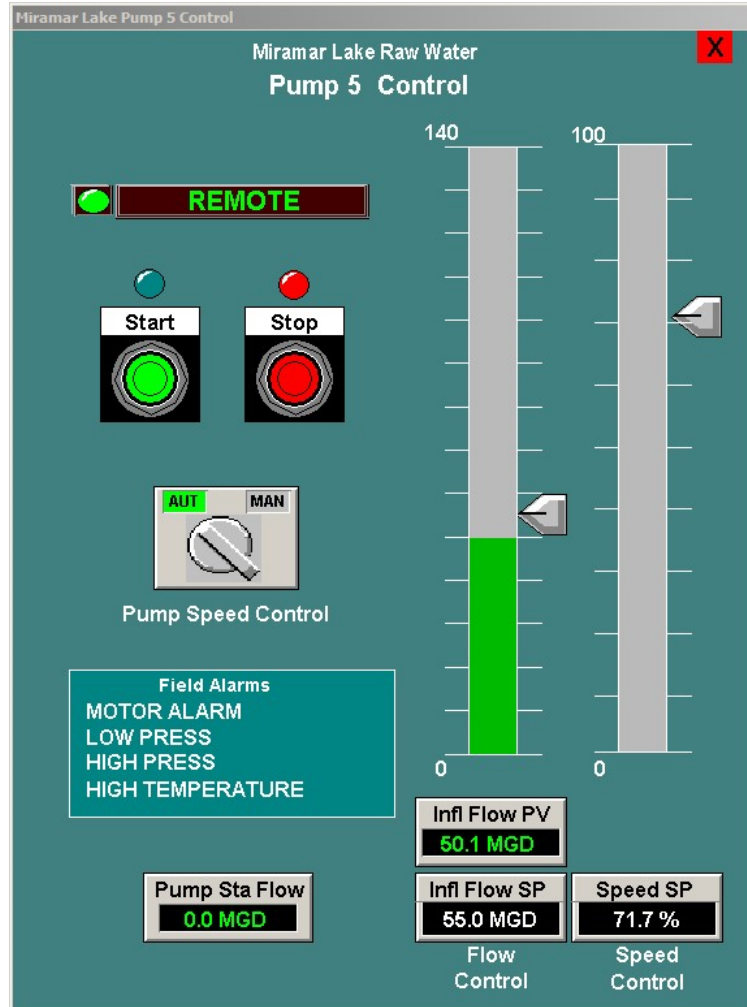 Miramar Lake Pump 5 Control
Miramar Lake Raw Water
X
Pump 5 Control
140
100
REMOTE
Start
Stop
AUT
MAN
Pump Speed Control
Field Alarms
MOTOR ALARM
LOW PRESS
HIGH PRESS
HIGH TEMPERATURE
0
0
Infl Flow PV
50.1 MGD
Pump Sta Flow
0.0 MGD
Infl Flow SP
55.0 MGD
Speed SP
71.7 %
Flow
Control
Speed
Control